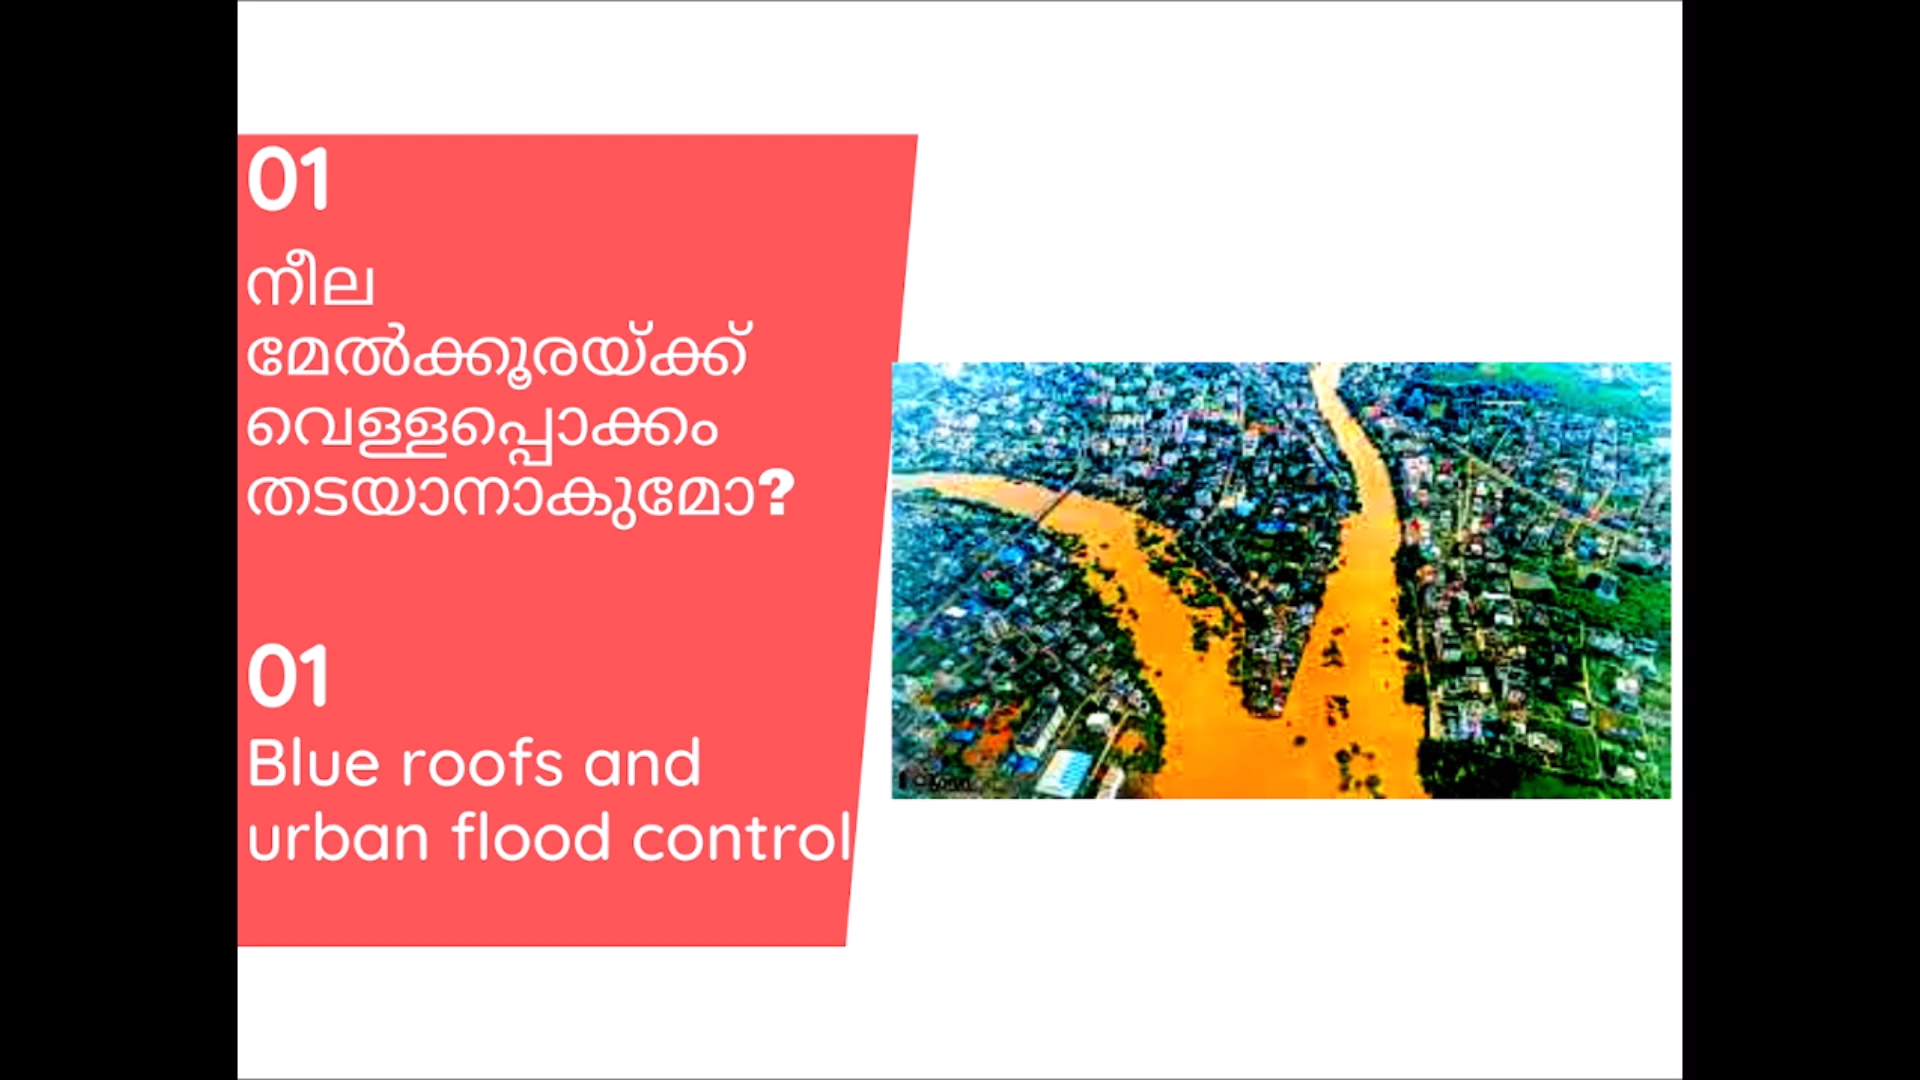 01
നീല
മേൽക്കൂരയ്ക്ക്
വെള്ളപ്പൊക്കം
തടയാനാകുമോ?
01
Blue roofs and
urban flood control